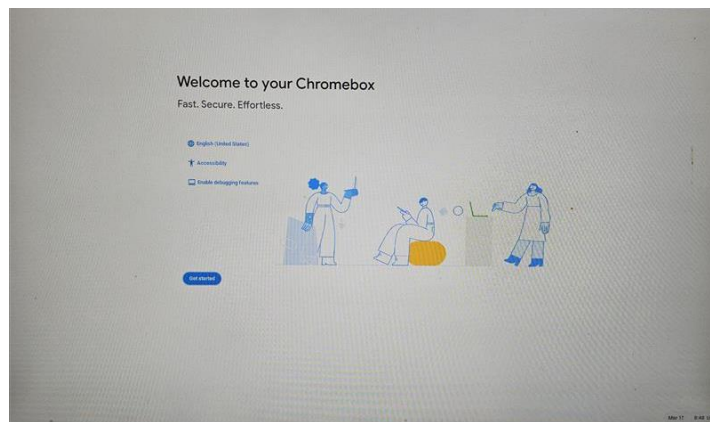 Welcome to your Chromebox
Fast. Secure. Effortless.
English (United States)
Accessibility
Enable debugging features
Get started
Mar 17